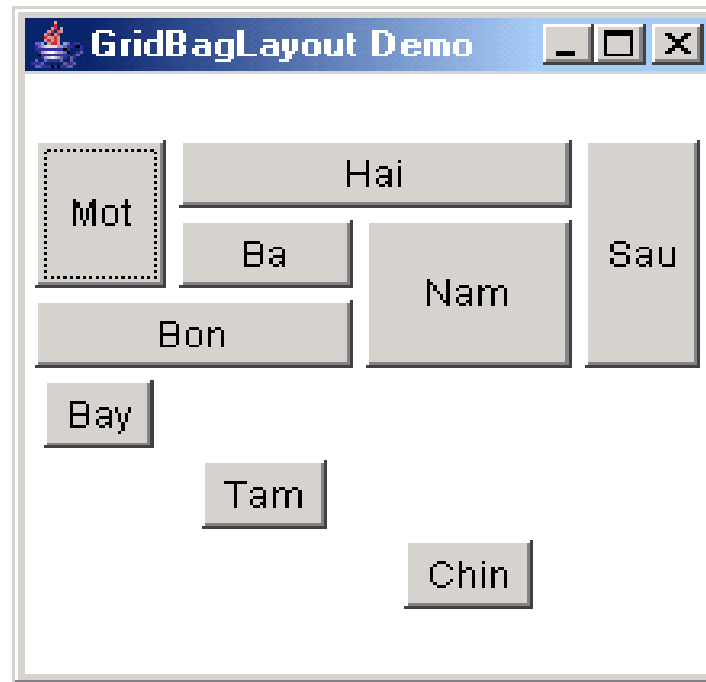 GridBagLayout Demo
Mot
Hai
Ba
Nam
Sau
Bon
Bay
Tam
Chin